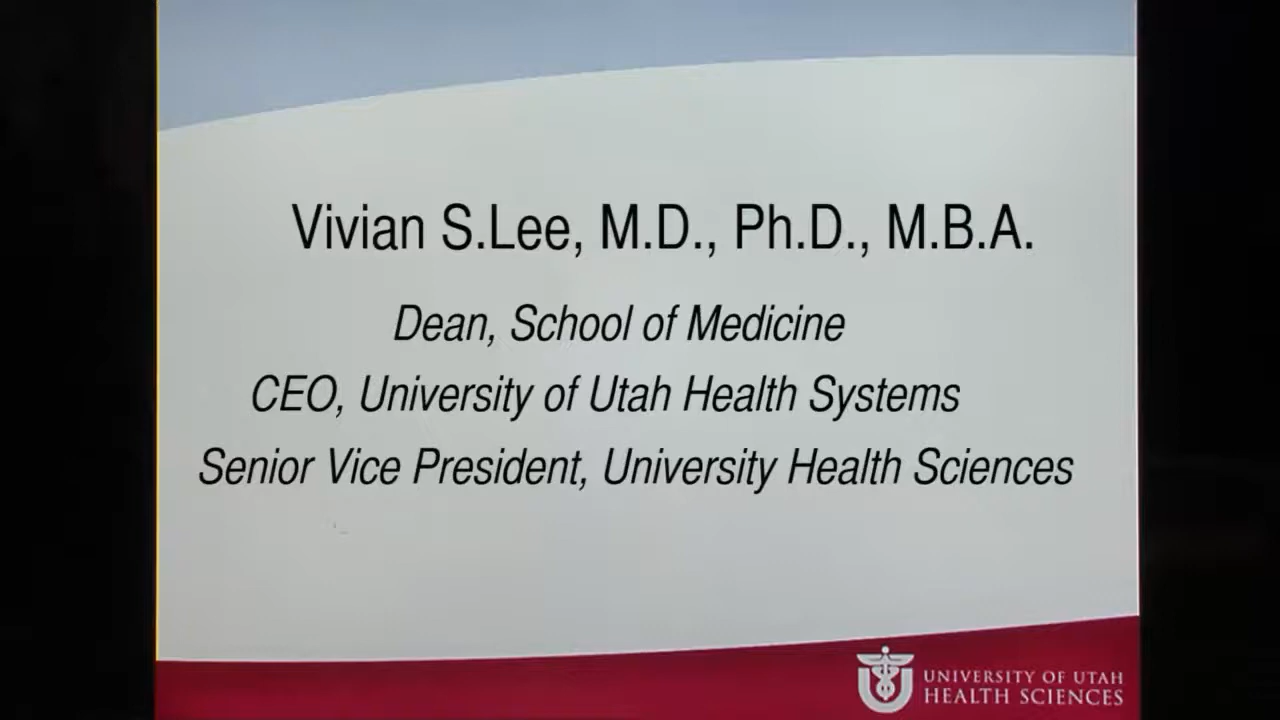 Vivian S.Lee, M.D., Ph.D., M.B.A.
Dean, School of Medicine
CEO, University of Utah Health Systems
Senior Vice President, University Health Sciences
UNIVERSITY OF UTAH
HEALTH SCIENCES